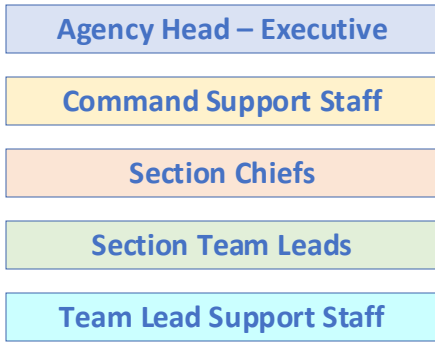 Agency Head – Executive
Command Support Staff
Section Chiefs
Section Team Leads
Team Lead Support Staff